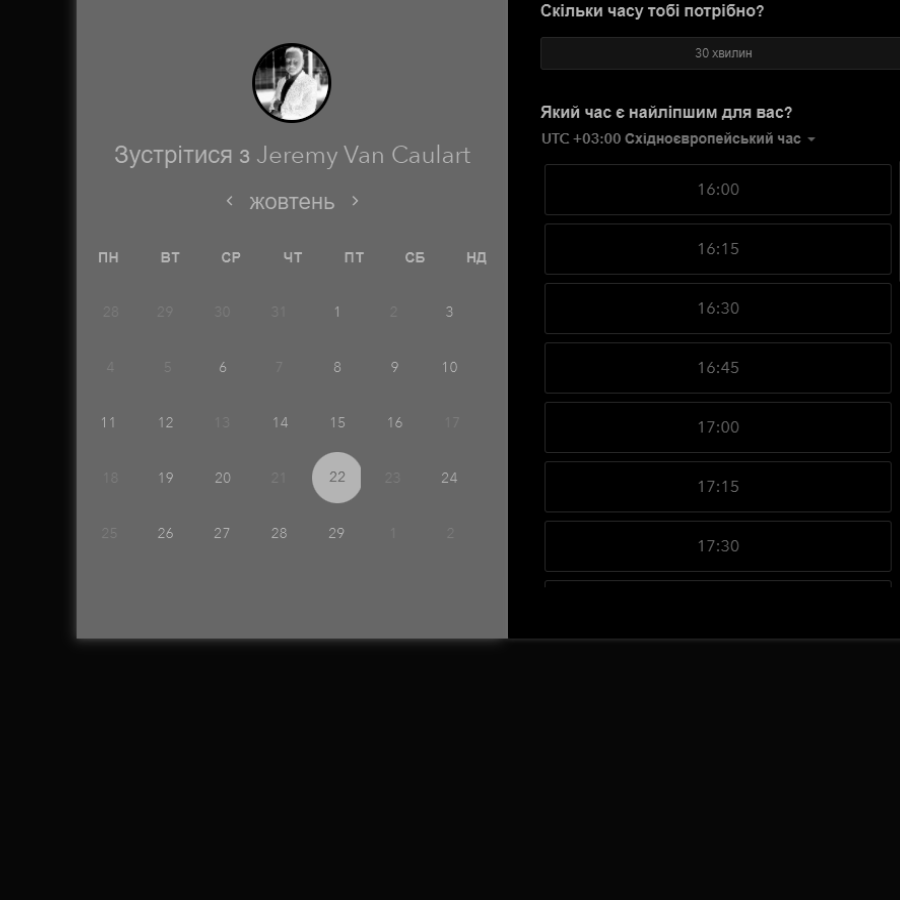 Зустрітися з Jeremy Van Caulart
жовтень
ПН ВТ СР ЧТ ПТ СБ НД
28 29 30 31 1 2 3
4 5 6 7 8 9 10
11 12 13 14 15 16 17
18 19 20 21 22 23 24
25 26 27 28 29 1 2
Скільки часу тобі потрібно?
30 хвилин
Який час є найліпшим для вас?
UTC +03:00 Східноєвропейський час
16:00
16:15
16:30
16:45
17:00
17:15
17:30